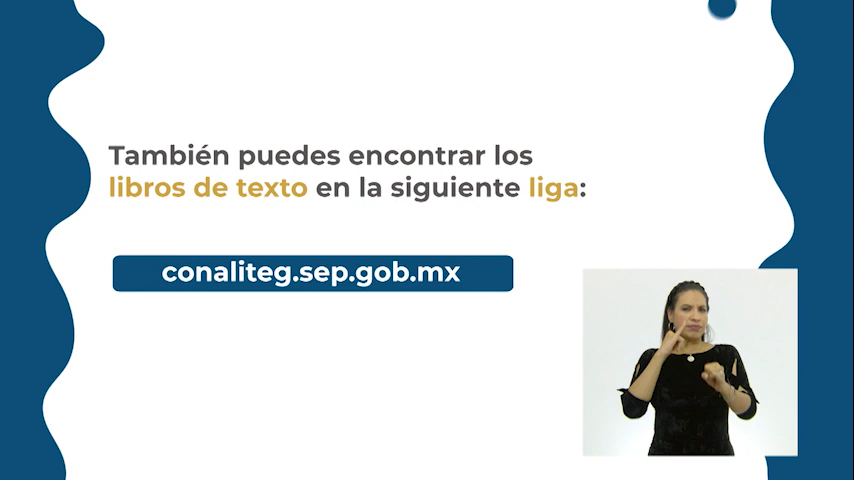 También puedes encontrar los
libros de texto en la siguiente liga:
conaliteg.sep.gob.mx